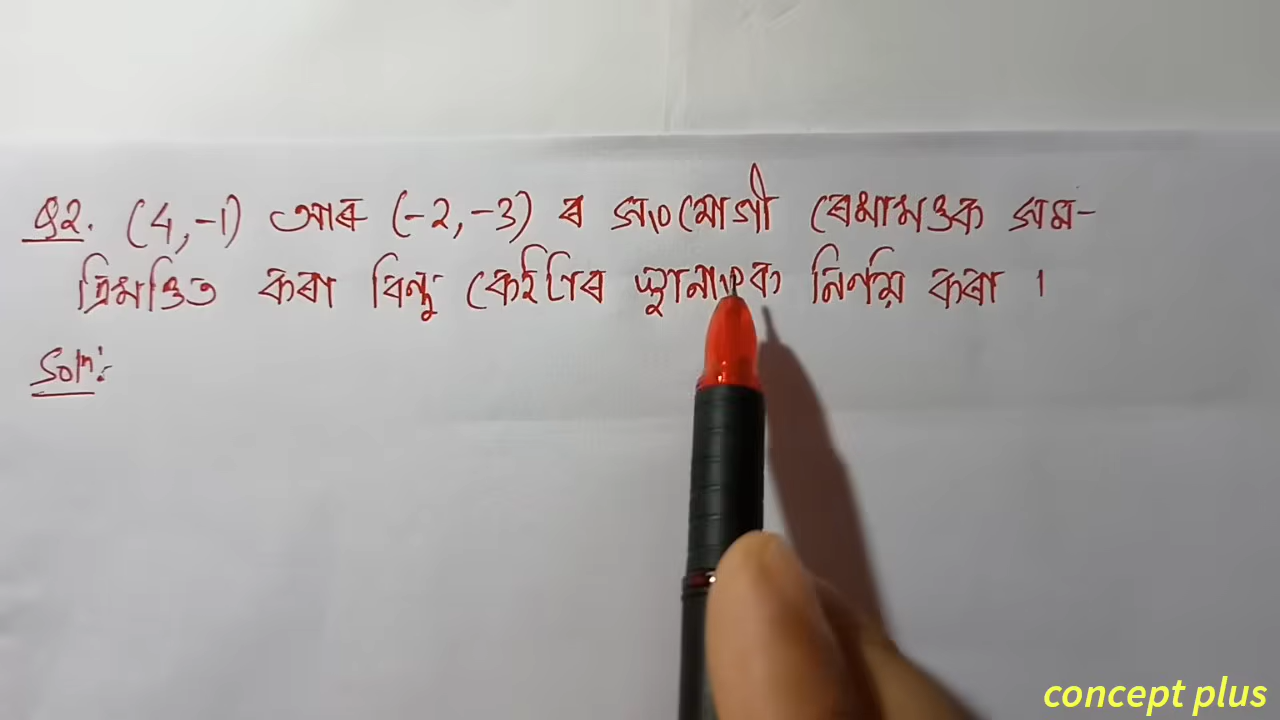 Q2. (4,-1) আৰু (-2,-3) ৰ সংযোগী ৰেখাখণ্ডক সম-
ত্ৰিখণ্ডিত কৰা বিন্দু কেইটাৰ স্থানাংক নিৰ্ণয় কৰা ।
Soln:
concept plus